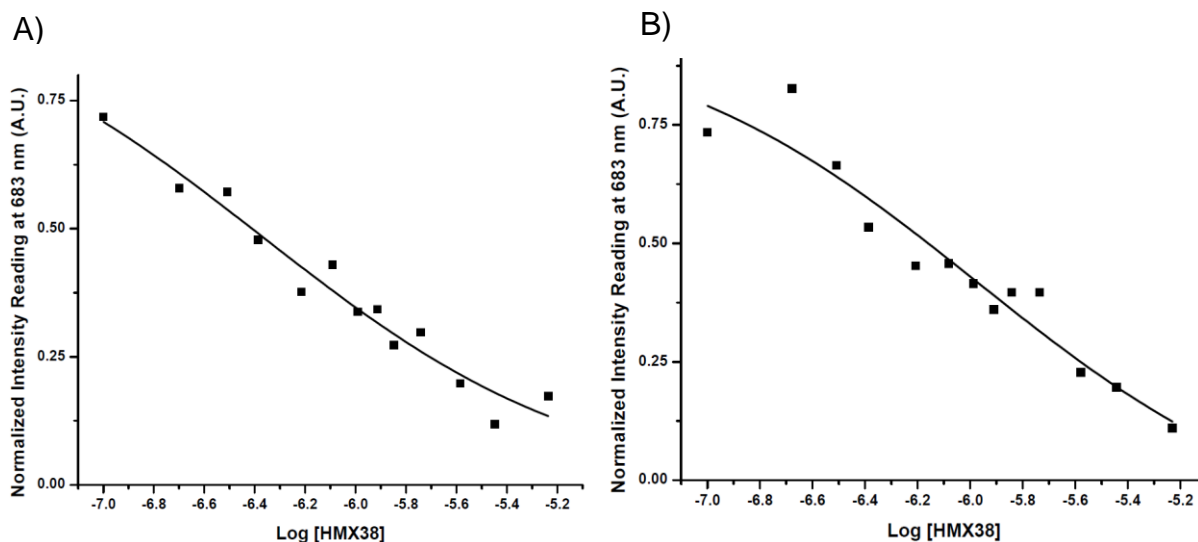 A)
Normalized Intensity Reading at 683 nm (A.U.)
0.75
0.50
0.25
0.00
-7.0 -6.8 -6.6 -6.4 -6.2 -6.0 -5.8 -5.6 -5.4 -5.2
Log [HMX38]
B)
Normalized Intensity Reading at 683 nm (A.U.)
0.75
0.50
0.25
0.00
-7.0 -6.8 -6.6 -6.4 -6.2 -6.0 -5.8 -5.6 -5.4 -5.2
Log [HMX38]